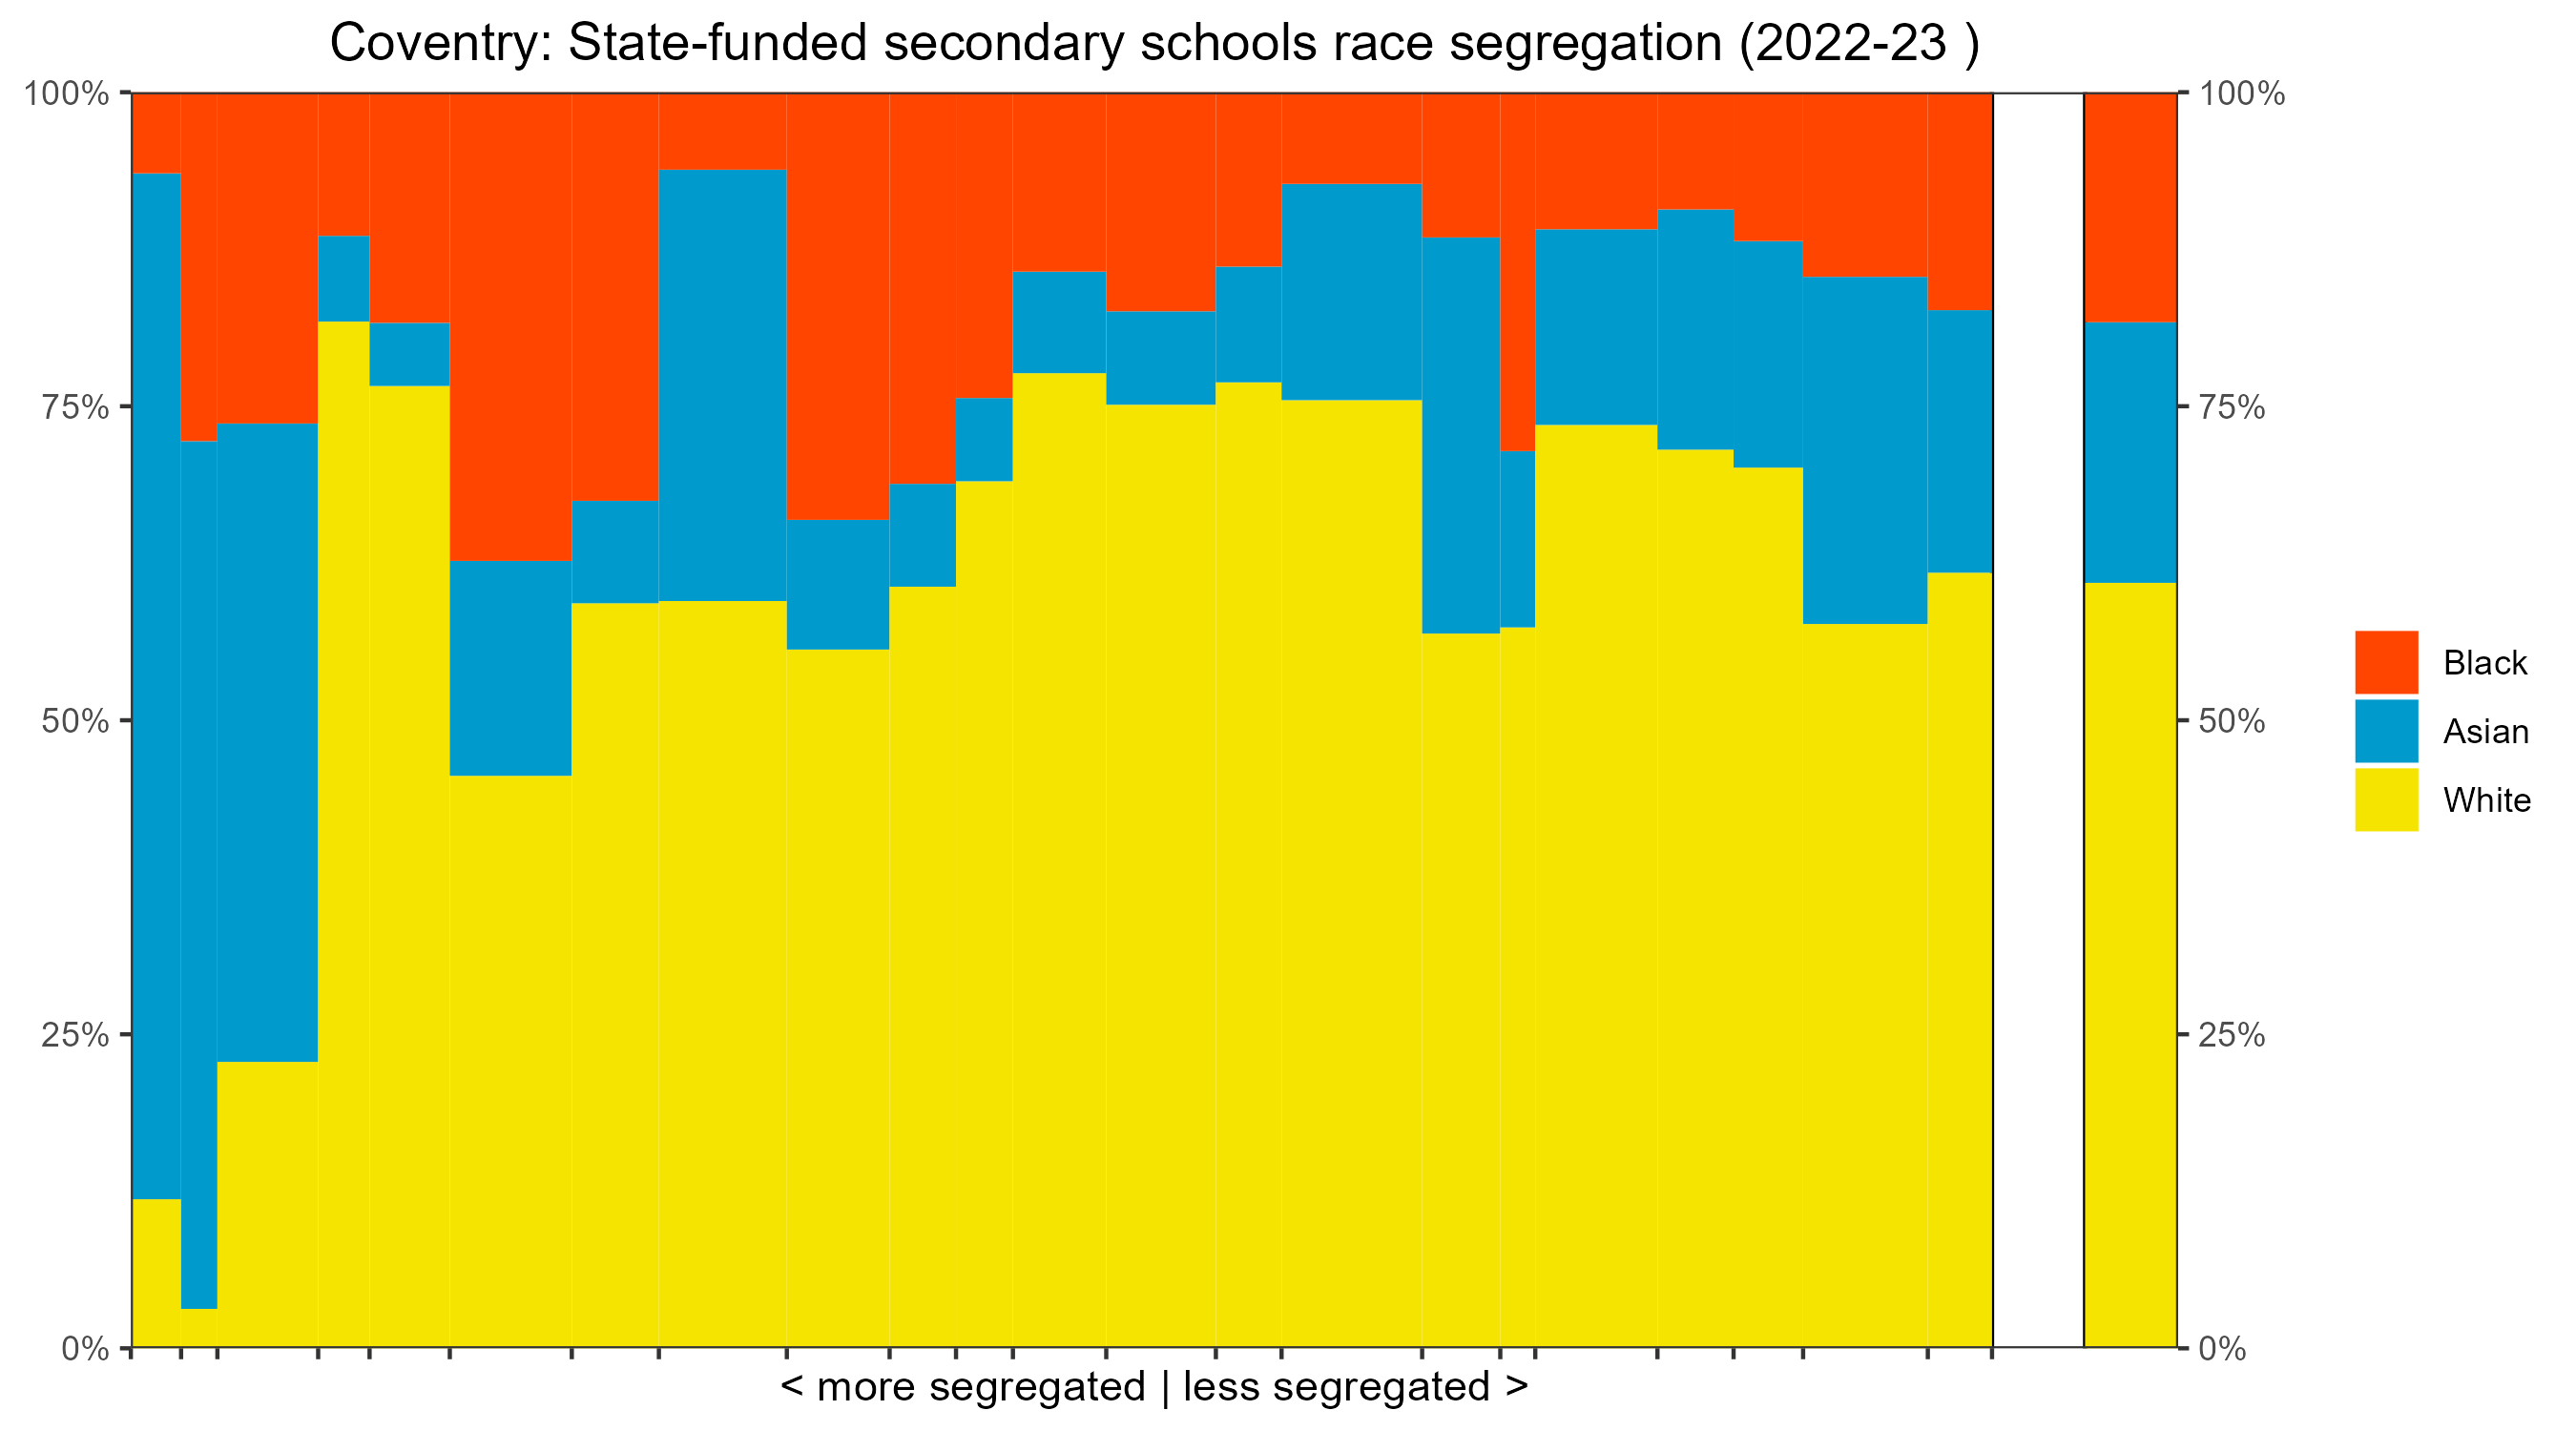 Coventry: State-funded secondary schools race segregation (2022-23 )
100%
75%
50%
25%
0%
100%
75%
50%
25%
0%
Black
Asian
White
< more segregated | less segregated >